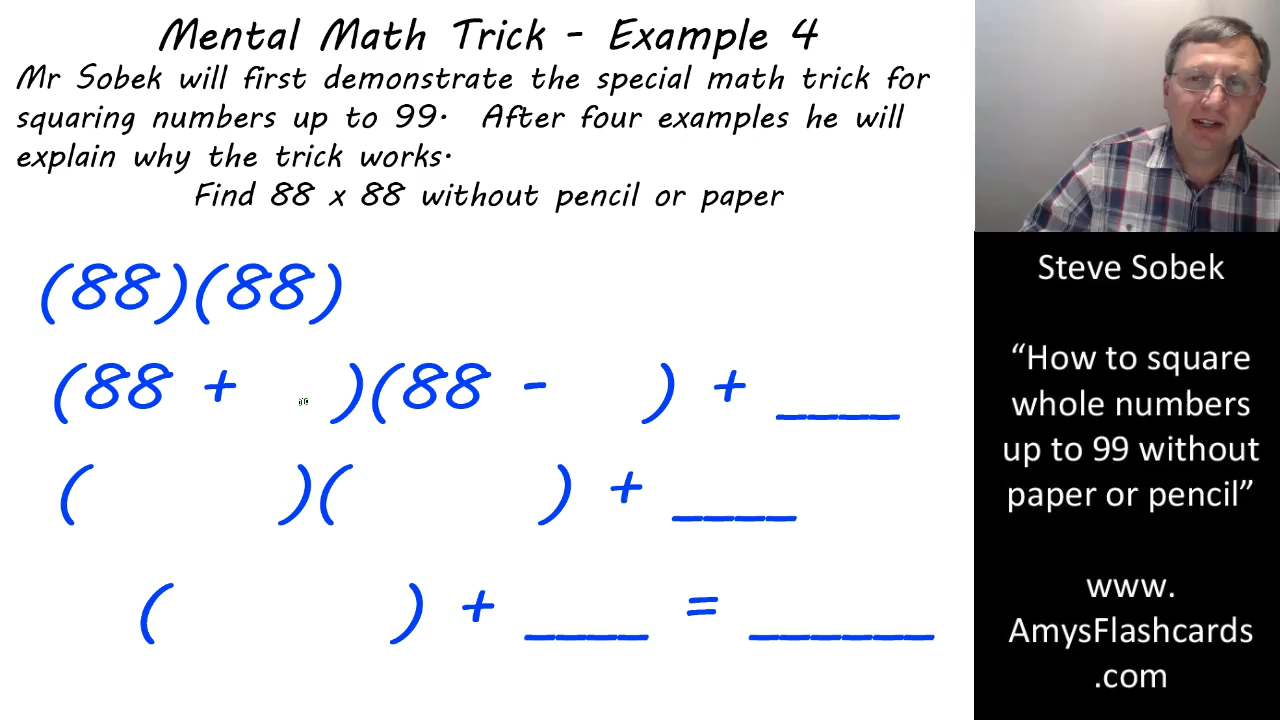 Mental Math Trick - Example 4
Mr Sobek will first demonstrate the special math trick for
squaring numbers up to 99. After four examples he will
explain why the trick works.
Find 88 x 88 without pencil or paper
(88)(88)
(88 + )(88 - ) + ____
( )( ) + ____
( ) + ____ = ______
Steve Sobek
“How to square
whole numbers
up to 99 without
paper or pencil”
www.
AmysFlashcards
.com